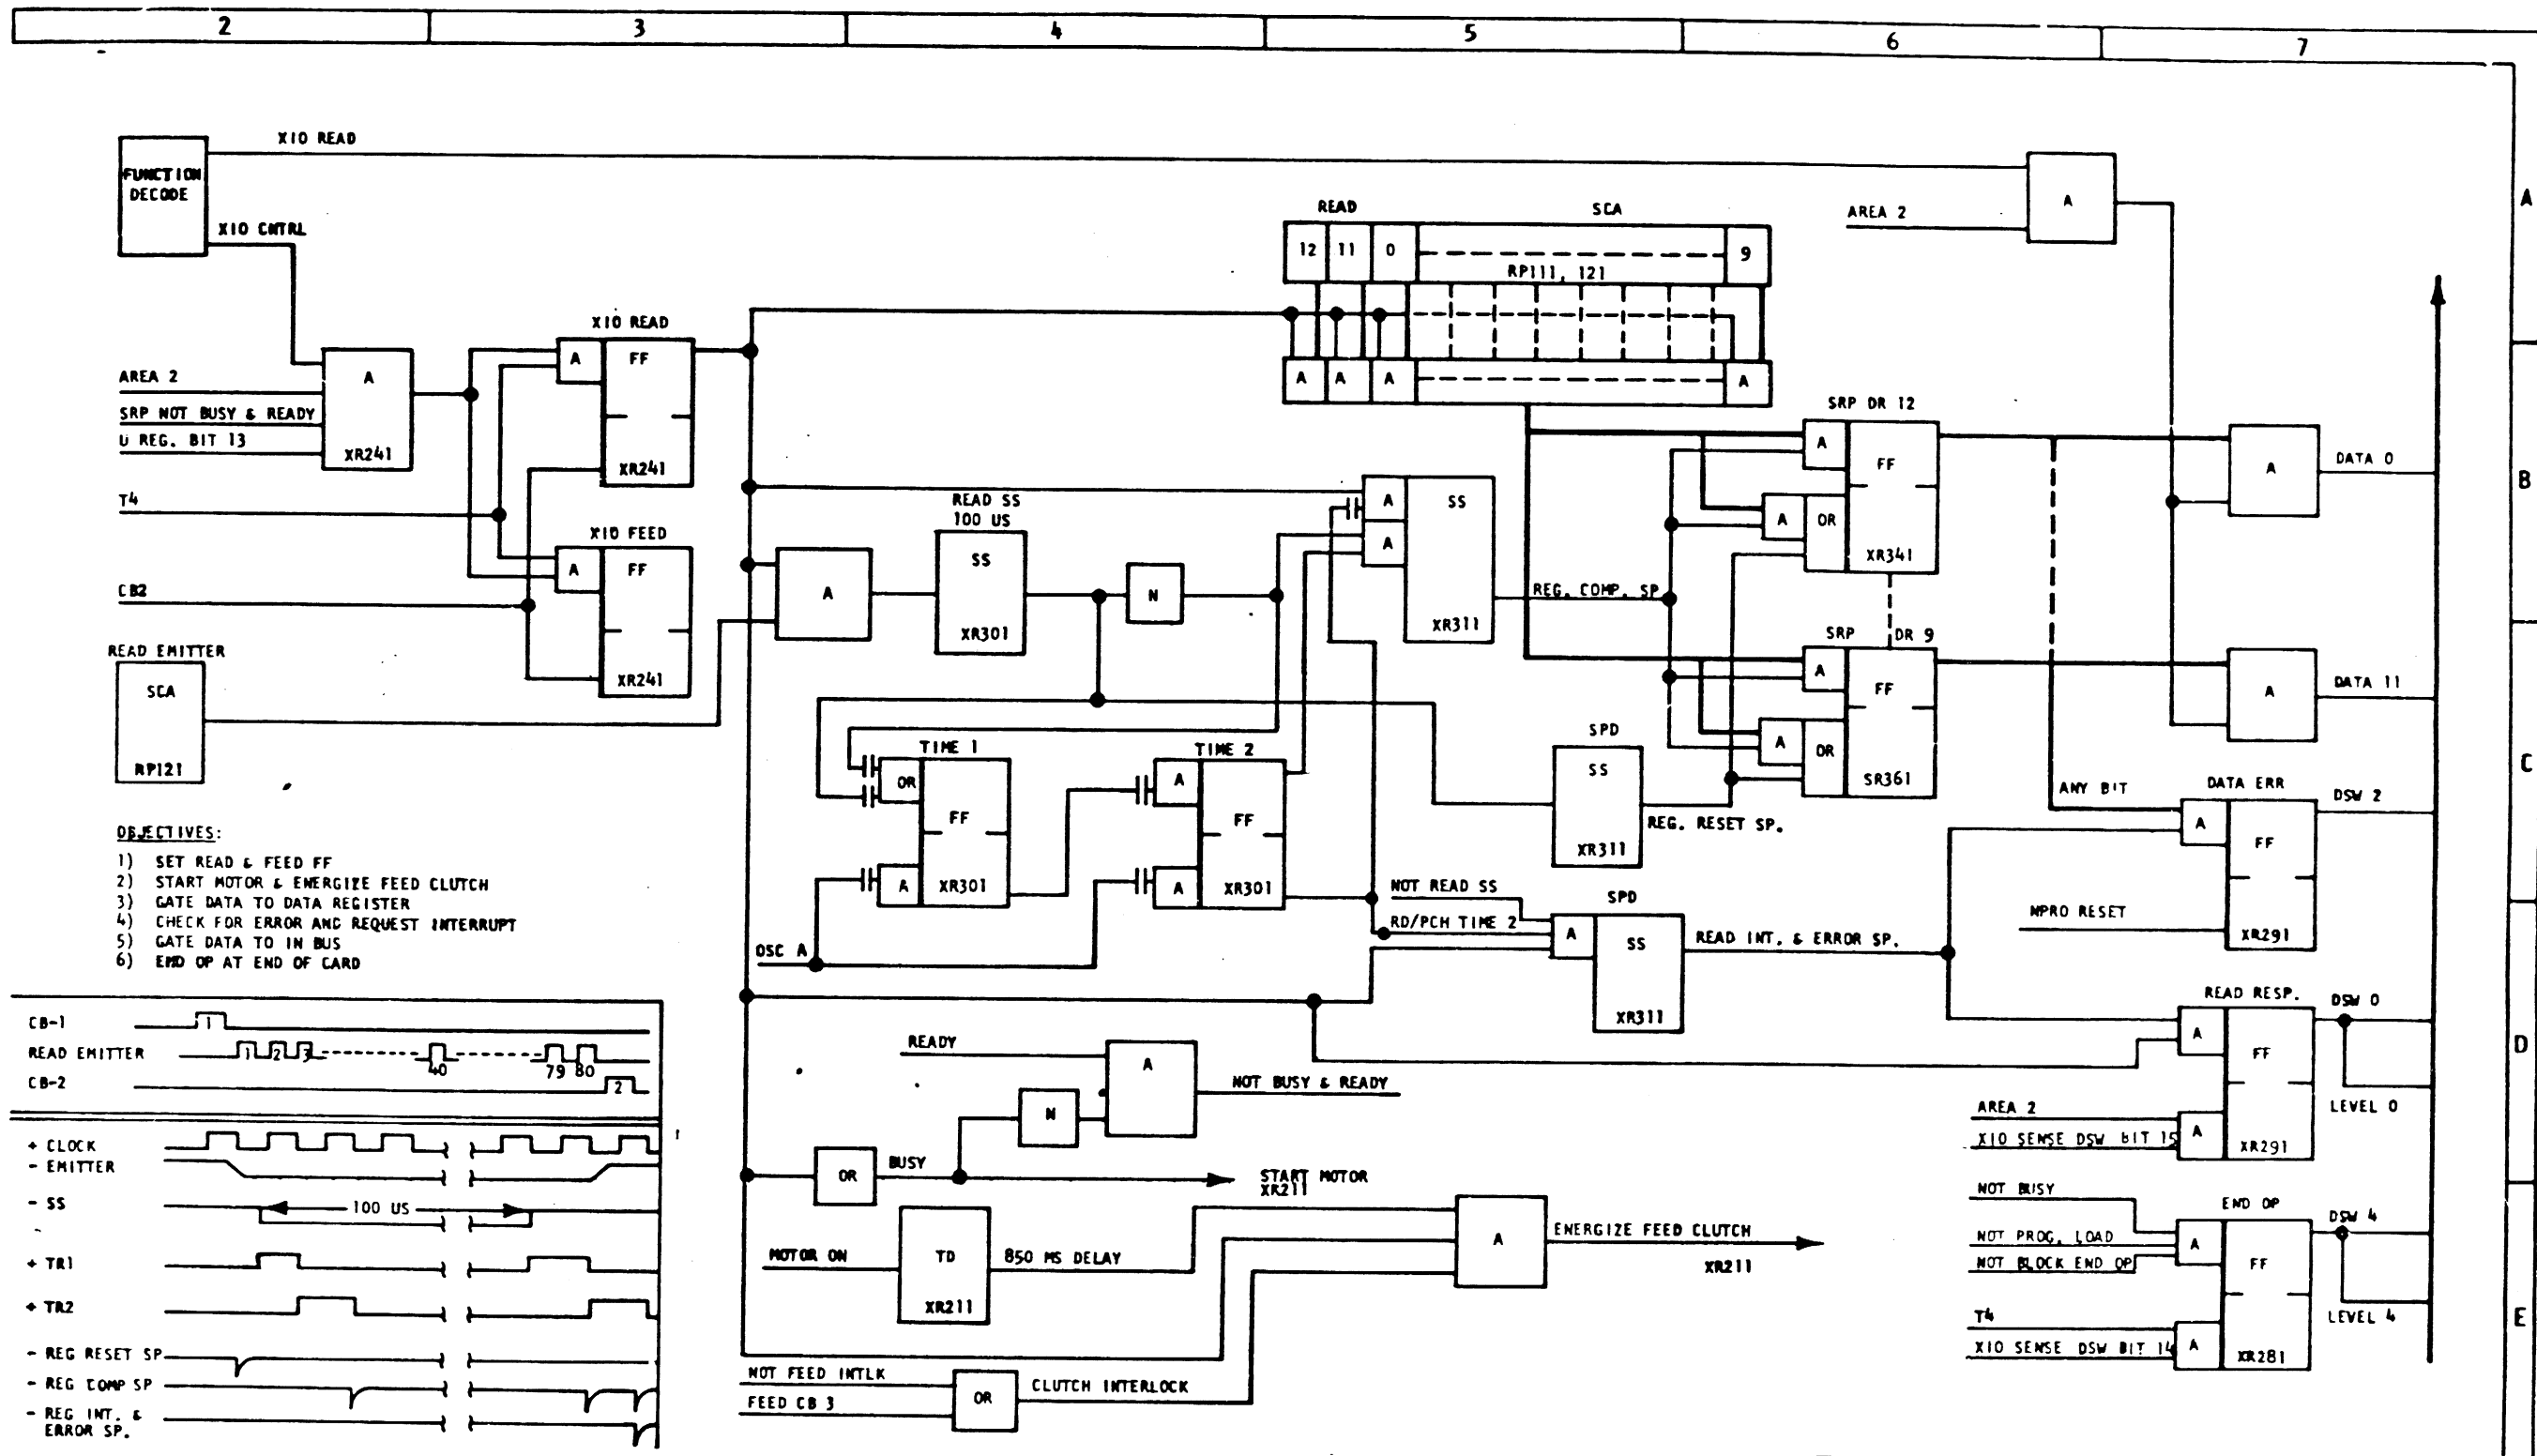 2 3 4 5 6 7
A
B
C
D
E
FUNCTION
DECODE
XIO READ
XIO CNTRL
AREA 2
SRP NOT BUSY & READY
U REG. BIT 13
A
XR241
T4
CB2
READ EMITTER
SCA
RP121
XIO READ
A FF
XR241
XIO FEED
A FF
XR241
A
READ SS
100 US
SS
XR301
N
READ SCA
12 11 0 9
RP111, 121
A A A A
A
A
SS
XR311
REG. COMP. SP
TIME 1
OR
FF
A
XR301
TIME 2
A
FF
A
XR301
OSC A
SPD
SS
XR311
REG. RESET SP.
NOT READ SS
RD/PCH TIME 2
SPD
A SS
XR311
READ INT. & ERROR SP.
SRP DR 12
A
FF
A OR
XR341
SRP DR 9
A
FF
A OR
SR361
AREA 2
A
A
DATA 0
A
DATA 11
ANY BIT
DATA ERR
DSW 2
A
FF
MPRO RESET
XR291
READ RESP.
DSW 0
A
FF
AREA 2
XIO SENSE DSW BIT 15
A
XR291
LEVEL 0
NOT BUSY
END OP
DSW 4
NOT PROG. LOAD
A
NOT BLOCK END OP
FF
T4
XIO SENSE DSW BIT 14
A
XR281
LEVEL 4
READY
A
N
NOT BUSY & READY
OR
BUSY
START MOTOR
XR211
MOTOR ON
TD
XR211
850 MS DELAY
A
ENERGIZE FEED CLUTCH
XR211
NOT FEED INTLK
FEED CB 3
OR
CLUTCH INTERLOCK
OBJECTIVES:
1) SET READ & FEED FF
2) START MOTOR & ENERGIZE FEED CLUTCH
3) GATE DATA TO DATA REGISTER
4) CHECK FOR ERROR AND REQUEST INTERRUPT
5) GATE DATA TO IN BUS
6) END OP AT END OF CARD
CB-1 1
READ EMITTER 1 2 3 40 79 80
CB-2 2
+ CLOCK
- EMITTER
- SS 100 US
+ TR1
+ TR2
- REG RESET SP
- REG COMP SP
- REG INT. &
ERROR SP.